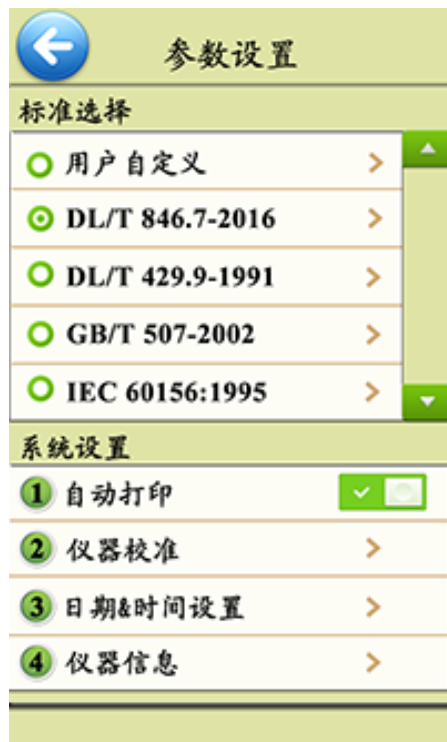 参数设置
标准选择
用户自定义
DL/T 846.7-2016
DL/T 429.9-1991
GB/T 507-2002
IEC 60156:1995
系统设置
1 自动打印
2 仪器校准
3 日期&时间设置
4 仪器信息